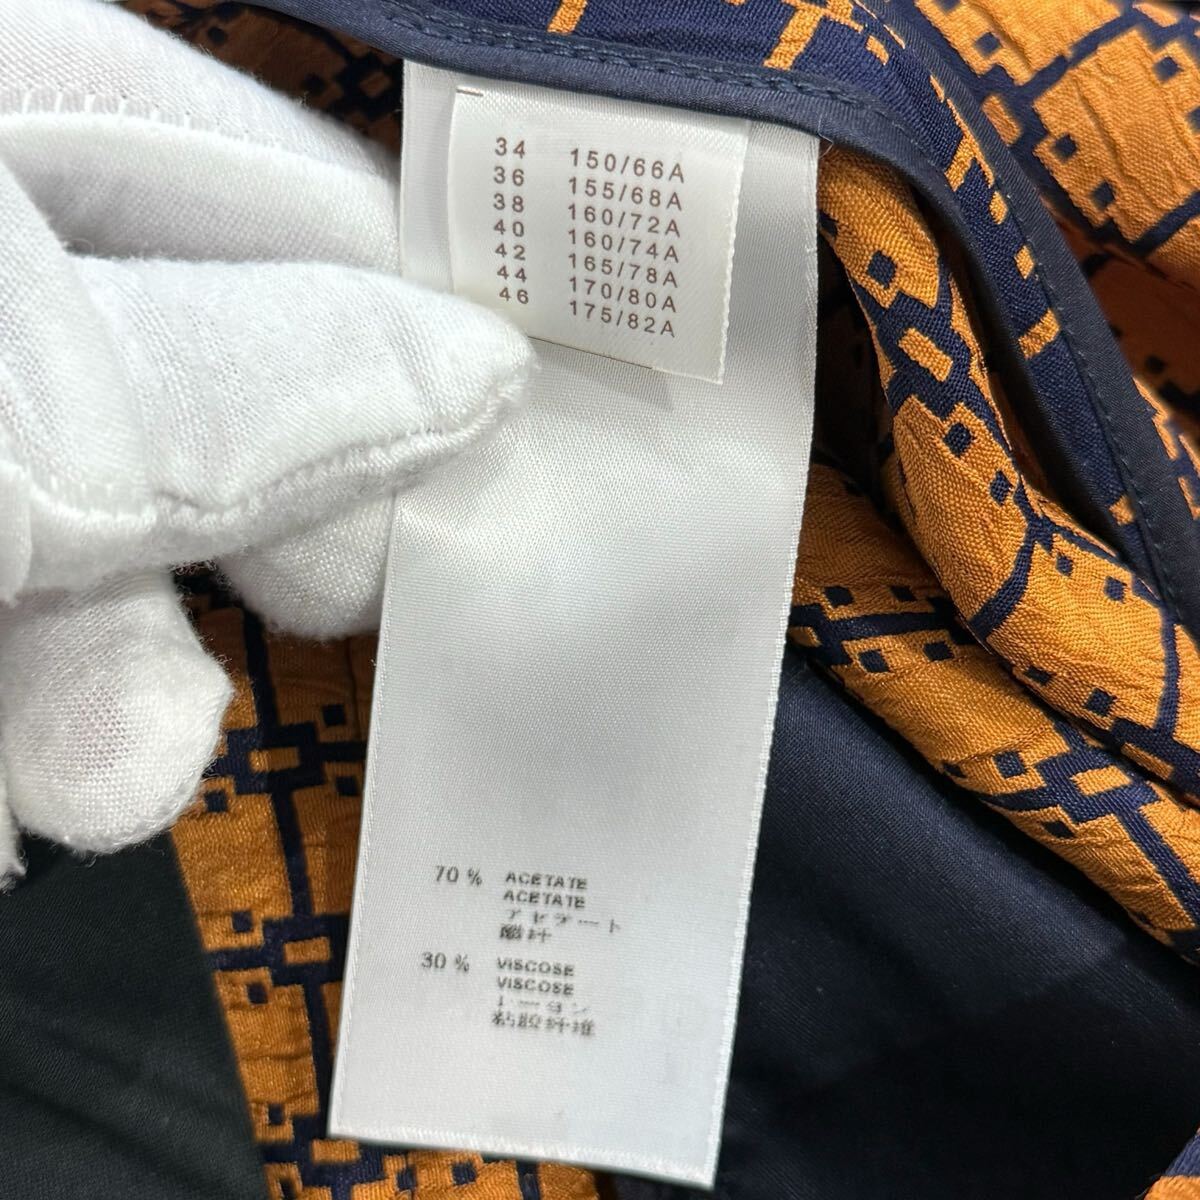 34 150/66A
36 155/68A
38 160/72A
40 160/74A
42 165/78A
44 170/80A
46 175/82A
70 % ACETATE
ACETATE
アセテート
醋纤
30 % VISCOSE
VISCOSE
レーヨン
粘胶纤维